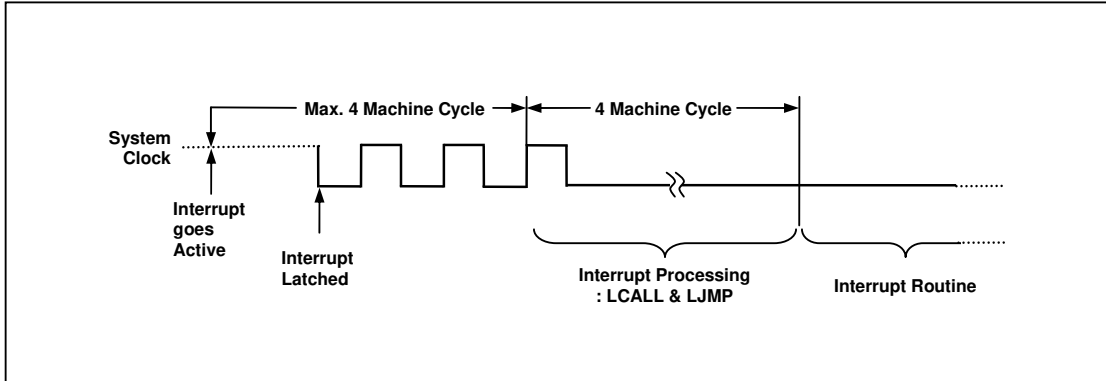 Max. 4 Machine Cycle
4 Machine Cycle
System
Clock
Interrupt
goes
Active
Interrupt
Latched
Interrupt Processing
: LCALL & LJMP
Interrupt Routine